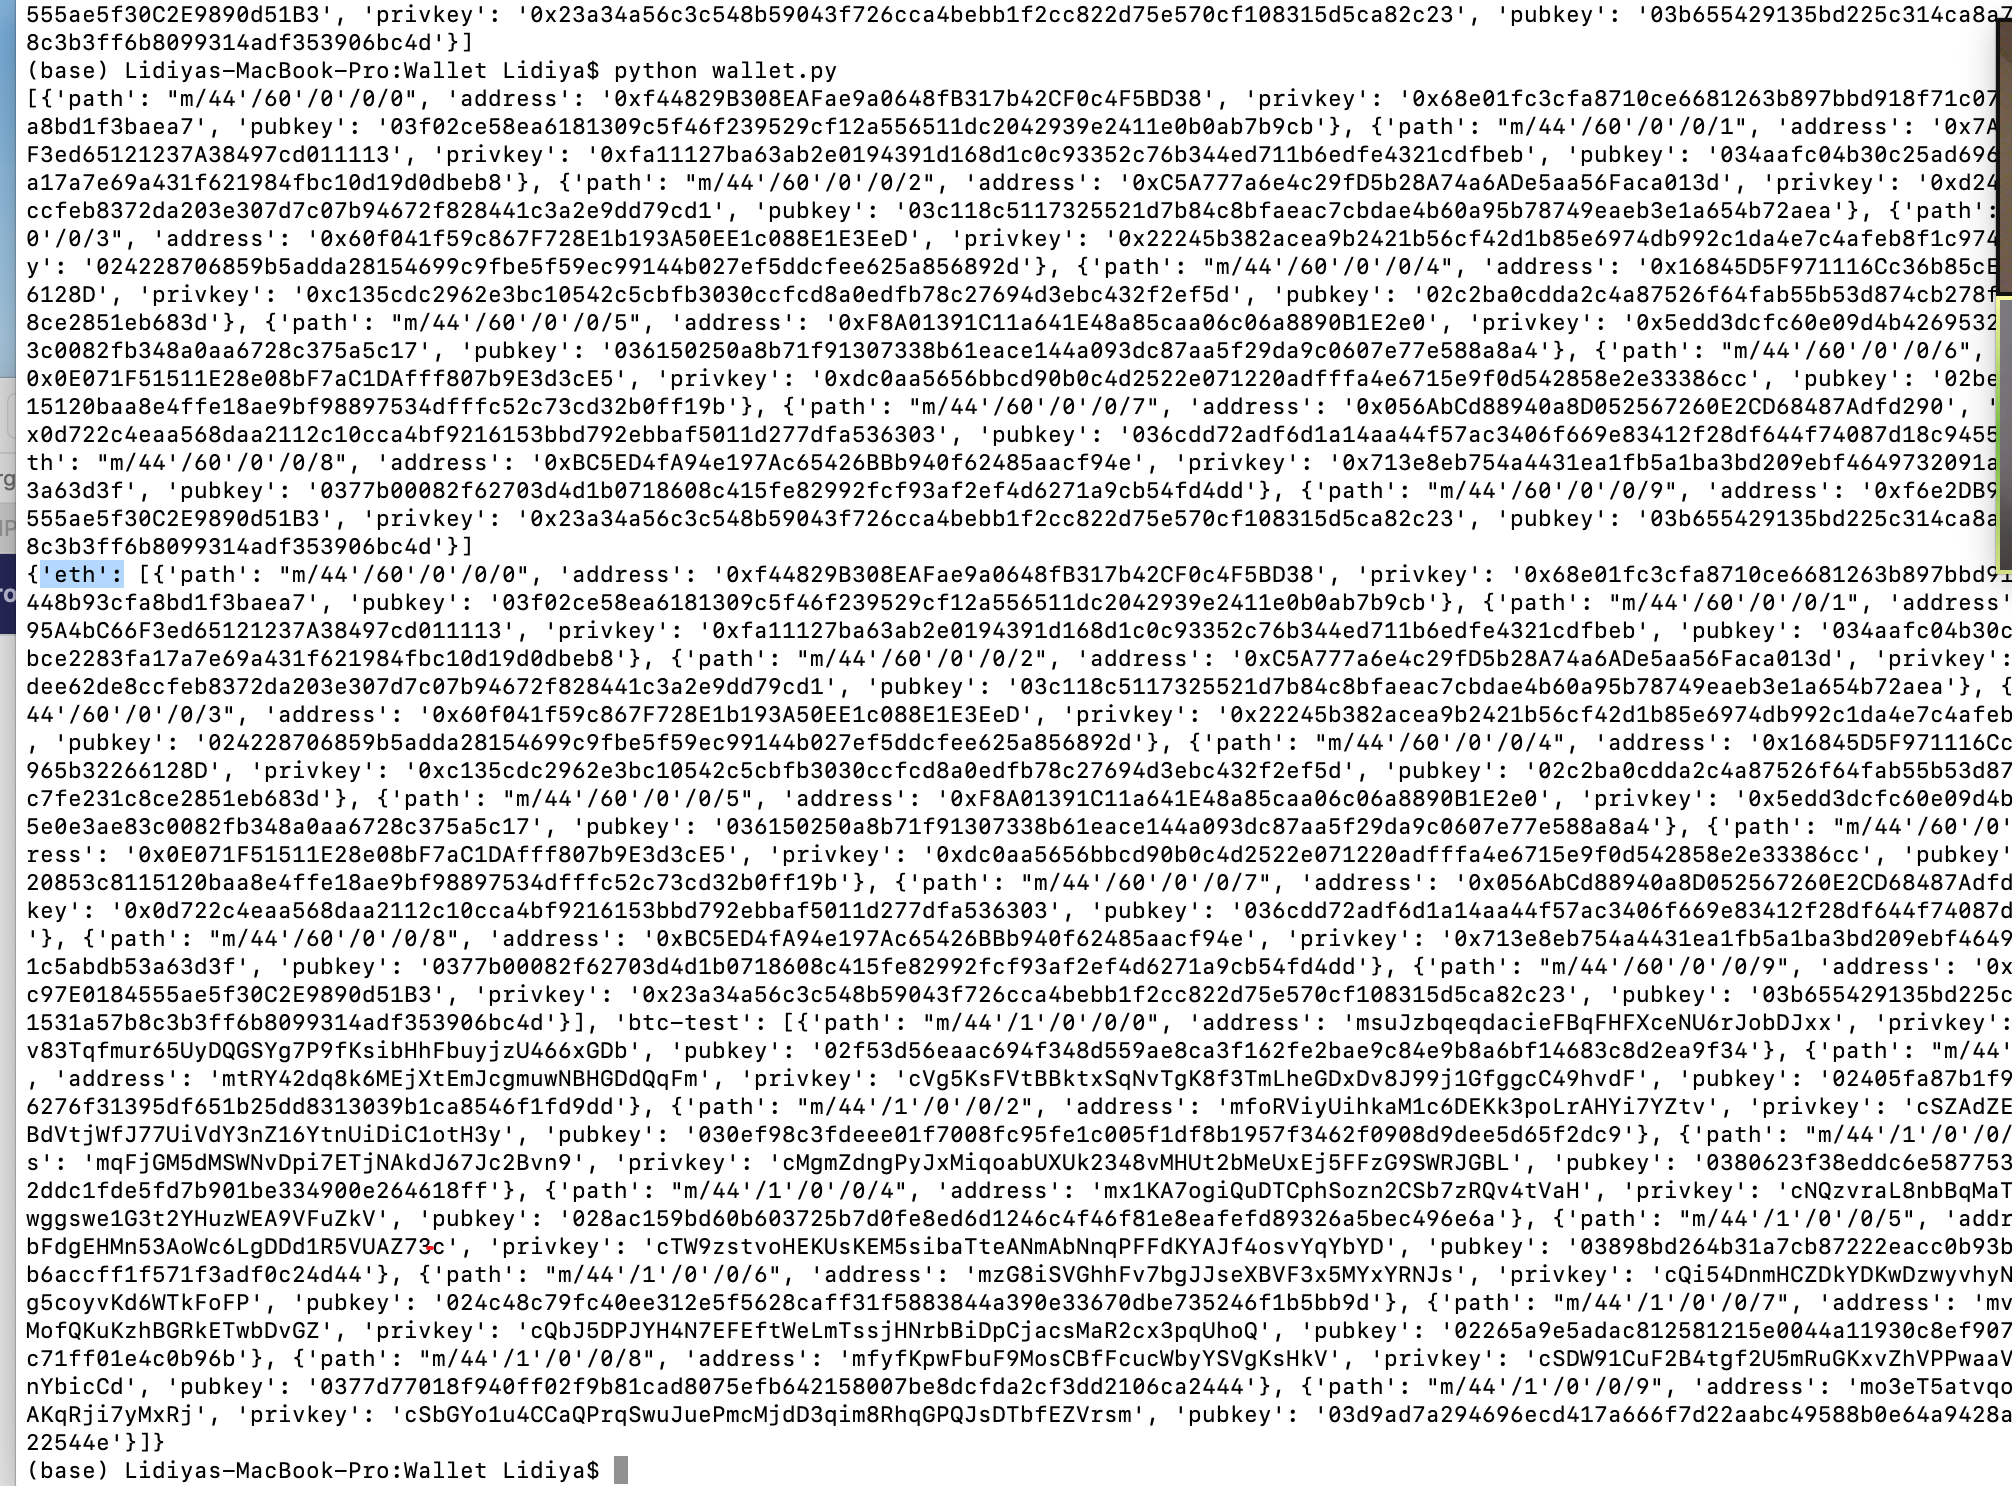 555ae5f30C2E9890d51B3', 'privkey': '0x23a34a56c3c548b59043f726cca4bebb1f2cc822d75e570cf108315d5ca82c23', 'pubkey': '03b655429135bd225c314ca8a7
8c3b3ff6b8099314adf353906bc4d'}]
(base) Lidiyas-MacBook-Pro:Wallet Lidiya$ python wallet.py
[{'path': "m/44'/60'/0'/0/0", 'address': '0xf44829B308EAFae9a0648fB317b42CF0c4F5BD38', 'privkey': '0x68e01fc3cfa8710ce6681263b897bbd918f71c07
a8bd1f3baea7', 'pubkey': '03f02ce58ea6181309c5f46f239529cf12a556511dc2042939e2411e0b0ab7b9cb'}, {'path': "m/44'/60'/0'/0/1", 'address': '0x7A
F3ed65121237A38497cd011113', 'privkey': '0xfa11127ba63ab2e0194391d168d1c0c93352c76b344ed711b6edfe4321cdfbeb', 'pubkey': '034aafc04b30c25ad696
a17a7e69a431f621984fbc10d19d0dbeb8'}, {'path': "m/44'/60'/0'/0/2", 'address': '0xC5A777a6e4c29fD5b28A74a6ADe5aa56Faca013d', 'privkey': '0xd24
ccfeb8372da203e307d7c07b94672f828441c3a2e9dd79cd1', 'pubkey': '03c118c5117325521d7b84c8bfaeac7cbdae4b60a95b78749eaeb3e1a654b72aea'}, {'path':
0'/0/3", 'address': '0x60f041f59c867F728E1b193A50EE1c088E1E3EeD', 'privkey': '0x22245b382acea9b2421b56cf42d1b85e6974db992c1da4e7c4afeb8f1c974
y': '024228706859b5adda28154699c9fbe5f59ec99144b027ef5ddcfee625a856892d'}, {'path': "m/44'/60'/0'/0/4", 'address': '0x16845D5F971116Cc36b85cE
6128D', 'privkey': '0xc135cdc2962e3bc10542c5cbfb3030ccfcd8a0edfb78c27694d3ebc432f2ef5d', 'pubkey': '02c2ba0cdda2c4a87526f64fab55b53d874cb278f
8ce2851eb683d'}, {'path': "m/44'/60'/0'/0/5", 'address': '0xF8A01391C11a641E48a85caa06c06a8890B1E2e0', 'privkey': '0x5edd3dcfc60e09d4b4269532
3c0082fb348a0aa6728c375a5c17', 'pubkey': '036150250a8b71f91307338b61eace144a093dc87aa5f29da9c0607e77e588a8a4'}, {'path': "m/44'/60'/0'/0/6",
0x0E071F51511E28e08bF7aC1DAfff807b9E3d3cE5', 'privkey': '0xdc0aa5656bbcd90b0c4d2522e071220adfffa4e6715e9f0d542858e2e33386cc', 'pubkey': '02be
15120baa8e4ffe18ae9bf98897534dfffc52c73cd32b0ff19b'}, {'path': "m/44'/60'/0'/0/7", 'address': '0x056AbCd88940a8D052567260E2CD68487Adfd290', '
x0d722c4eaa568daa2112c10cca4bf9216153bbd792ebbaf5011d277dfa536303', 'pubkey': '036cdd72adf6d1a14aa44f57ac3406f669e83412f28df644f74087d18c9455
th': "m/44'/60'/0'/0/8", 'address': '0xBC5ED4fA94e197Ac65426BBb940f62485aacf94e', 'privkey': '0x713e8eb754a4431ea1fb5a1ba3bd209ebf4649732091a
3a63d3f', 'pubkey': '0377b00082f62703d4d1b0718608c415fe82992fcf93af2ef4d6271a9cb54fd4dd'}, {'path': "m/44'/60'/0'/0/9", 'address': '0xf6e2DB9
555ae5f30C2E9890d51B3', 'privkey': '0x23a34a56c3c548b59043f726cca4bebb1f2cc822d75e570cf108315d5ca82c23', 'pubkey': '03b655429135bd225c314ca8a
8c3b3ff6b8099314adf353906bc4d'}]
{'eth': [{'path': "m/44'/60'/0'/0/0", 'address': '0xf44829B308EAFae9a0648fB317b42CF0c4F5BD38', 'privkey': '0x68e01fc3cfa8710ce6681263b897bbd91
448b93cfa8bd1f3baea7', 'pubkey': '03f02ce58ea6181309c5f46f239529cf12a556511dc2042939e2411e0b0ab7b9cb'}, {'path': "m/44'/60'/0'/0/1", 'address'
95A4bC66F3ed65121237A38497cd011113', 'privkey': '0xfa11127ba63ab2e0194391d168d1c0c93352c76b344ed711b6edfe4321cdfbeb', 'pubkey': '034aafc04b30c
bce2283fa17a7e69a431f621984fbc10d19d0dbeb8'}, {'path': "m/44'/60'/0'/0/2", 'address': '0xC5A777a6e4c29fD5b28A74a6ADe5aa56Faca013d', 'privkey':
dee62de8ccfeb8372da203e307d7c07b94672f828441c3a2e9dd79cd1', 'pubkey': '03c118c5117325521d7b84c8bfaeac7cbdae4b60a95b78749eaeb3e1a654b72aea'}, {
44'/60'/0'/0/3", 'address': '0x60f041f59c867F728E1b193A50EE1c088E1E3EeD', 'privkey': '0x22245b382acea9b2421b56cf42d1b85e6974db992c1da4e7c4afeb
, 'pubkey': '024228706859b5adda28154699c9fbe5f59ec99144b027ef5ddcfee625a856892d'}, {'path': "m/44'/60'/0'/0/4", 'address': '0x16845D5F971116Cc
965b32266128D', 'privkey': '0xc135cdc2962e3bc10542c5cbfb3030ccfcd8a0edfb78c27694d3ebc432f2ef5d', 'pubkey': '02c2ba0cdda2c4a87526f64fab55b53d87
c7fe231c8ce2851eb683d'}, {'path': "m/44'/60'/0'/0/5", 'address': '0xF8A01391C11a641E48a85caa06c06a8890B1E2e0', 'privkey': '0x5edd3dcfc60e09d4b
5e0e3ae83c0082fb348a0aa6728c375a5c17', 'pubkey': '036150250a8b71f91307338b61eace144a093dc87aa5f29da9c0607e77e588a8a4'}, {'path': "m/44'/60'/0'
ress': '0x0E071F51511E28e08bF7aC1DAfff807b9E3d3cE5', 'privkey': '0xdc0aa5656bbcd90b0c4d2522e071220adfffa4e6715e9f0d542858e2e33386cc', 'pubkey'
20853c8115120baa8e4ffe18ae9bf98897534dfffc52c73cd32b0ff19b'}, {'path': "m/44'/60'/0'/0/7", 'address': '0x056AbCd88940a8D052567260E2CD68487Adfd
key': '0x0d722c4eaa568daa2112c10cca4bf9216153bbd792ebbaf5011d277dfa536303', 'pubkey': '036cdd72adf6d1a14aa44f57ac3406f669e83412f28df644f74087d
'}, {'path': "m/44'/60'/0'/0/8", 'address': '0xBC5ED4fA94e197Ac65426BBb940f62485aacf94e', 'privkey': '0x713e8eb754a4431ea1fb5a1ba3bd209ebf4649
1c5abdb53a63d3f', 'pubkey': '0377b00082f62703d4d1b0718608c415fe82992fcf93af2ef4d6271a9cb54fd4dd'}, {'path': "m/44'/60'/0'/0/9", 'address': '0x
c97E0184555ae5f30C2E9890d51B3', 'privkey': '0x23a34a56c3c548b59043f726cca4bebb1f2cc822d75e570cf108315d5ca82c23', 'pubkey': '03b655429135bd225c
1531a57b8c3b3ff6b8099314adf353906bc4d'}], 'btc-test': [{'path': "m/44'/1'/0'/0/0", 'address': 'msuJzbqeqdacieFBqFHFXceNU6rJobDJxx', 'privkey':
v83Tqfmur65UyDQGSYg7P9fKsibHhFbuyjzU466xGDb', 'pubkey': '02f53d56eaac694f348d559ae8ca3f162fe2bae9c84e9b8a6bf14683c8d2ea9f34'}, {'path': "m/44'
, 'address': 'mtRY42dq8k6MEjXtEmJcgmuwNBHGDdQqFm', 'privkey': 'cVg5KsFVtBBktxSqNvTgK8f3TmLheGDxDv8J99j1GfggcC49hvdF', 'pubkey': '02405fa87b1f9
6276f31395df651b25dd8313039b1ca8546f1fd9dd'}, {'path': "m/44'/1'/0'/0/2", 'address': 'mfoRViyUihkaM1c6DEKk3poLrAHYi7YZtv', 'privkey': 'cSZAdZE
BdVtjWfJ77UiVdY3nZ16YtnUiDiC1otH3y', 'pubkey': '030ef98c3fdeee01f7008fc95fe1c005f1df8b1957f3462f0908d9dee5d65f2dc9'}, {'path': "m/44'/1'/0'/0/
s': 'mqFjGM5dMSWNvDpi7ETjNAkdJ67Jc2Bvn9', 'privkey': 'cMgmZdngPyJxMiqoabUXUk2348vMHUt2bMeUxEj5FFzG9SWRJGBL', 'pubkey': '0380623f38eddc6e587753
2ddc1fde5fd7b901be334900e264618ff'}, {'path': "m/44'/1'/0'/0/4", 'address': 'mx1KA7ogiQuDTCphSozn2CSb7zRQv4tVaH', 'privkey': 'cNQzvraL8nbBqMaT
wggswe1G3t2YHuzWEA9VFuZkV', 'pubkey': '028ac159bd60b603725b7d0fe8ed6d1246c4f46f81e8eafefd89326a5bec496e6a'}, {'path': "m/44'/1'/0'/0/5", 'addr
bFdgEHMn53AoWc6LgDDd1R5VUAZ73c', 'privkey': 'cTW9zstvoHEKUsKEM5sibaTteANmAbNnqPFFdKYAJf4osvYqYbYD', 'pubkey': '03898bd264b31a7cb87222eacc0b93b
b6accff1f571f3adf0c24d44'}, {'path': "m/44'/1'/0'/0/6", 'address': 'mzG8iSVGhhFv7bgJJseXBVF3x5MYxYRNJs', 'privkey': 'cQi54DnmHCZDkYDKwDzwyvhyN
g5coyvKd6WTkFoFP', 'pubkey': '024c48c79fc40ee312e5f5628caff31f5883844a390e33670dbe735246f1b5bb9d'}, {'path': "m/44'/1'/0'/0/7", 'address': 'mv
MofQKuKzhBGRkETwbDvGZ', 'privkey': 'cQbJ5DPJYH4N7EFEftWeLmTssjHNrbBiDpCjacsMaR2cx3pqUhoQ', 'pubkey': '02265a9e5adac812581215e0044a11930c8ef907
c71ff01e4c0b96b'}, {'path': "m/44'/1'/0'/0/8", 'address': 'mfyfKpwFbuF9MosCBfFcucWbyYSVgKsHkV', 'privkey': 'cSDW91CuF2B4tgf2U5mRuGKxvZhVPPwaaV
nYbicCd', 'pubkey': '0377d77018f940ff02f9b81cad8075efb642158007be8dcfda2cf3dd2106ca2444'}, {'path': "m/44'/1'/0'/0/9", 'address': 'mo3eT5atvqo
AKqRji7yMxRj', 'privkey': 'cSbGYo1u4CCaQPrqSwuJuePmcMjdD3qim8RhqGPQJsDTbfEZVrsm', 'pubkey': '03d9ad7a294696ecd417a666f7d22aabc49588b0e64a9428a
22544e'}]}
(base) Lidiyas-MacBook-Pro:Wallet Lidiya$